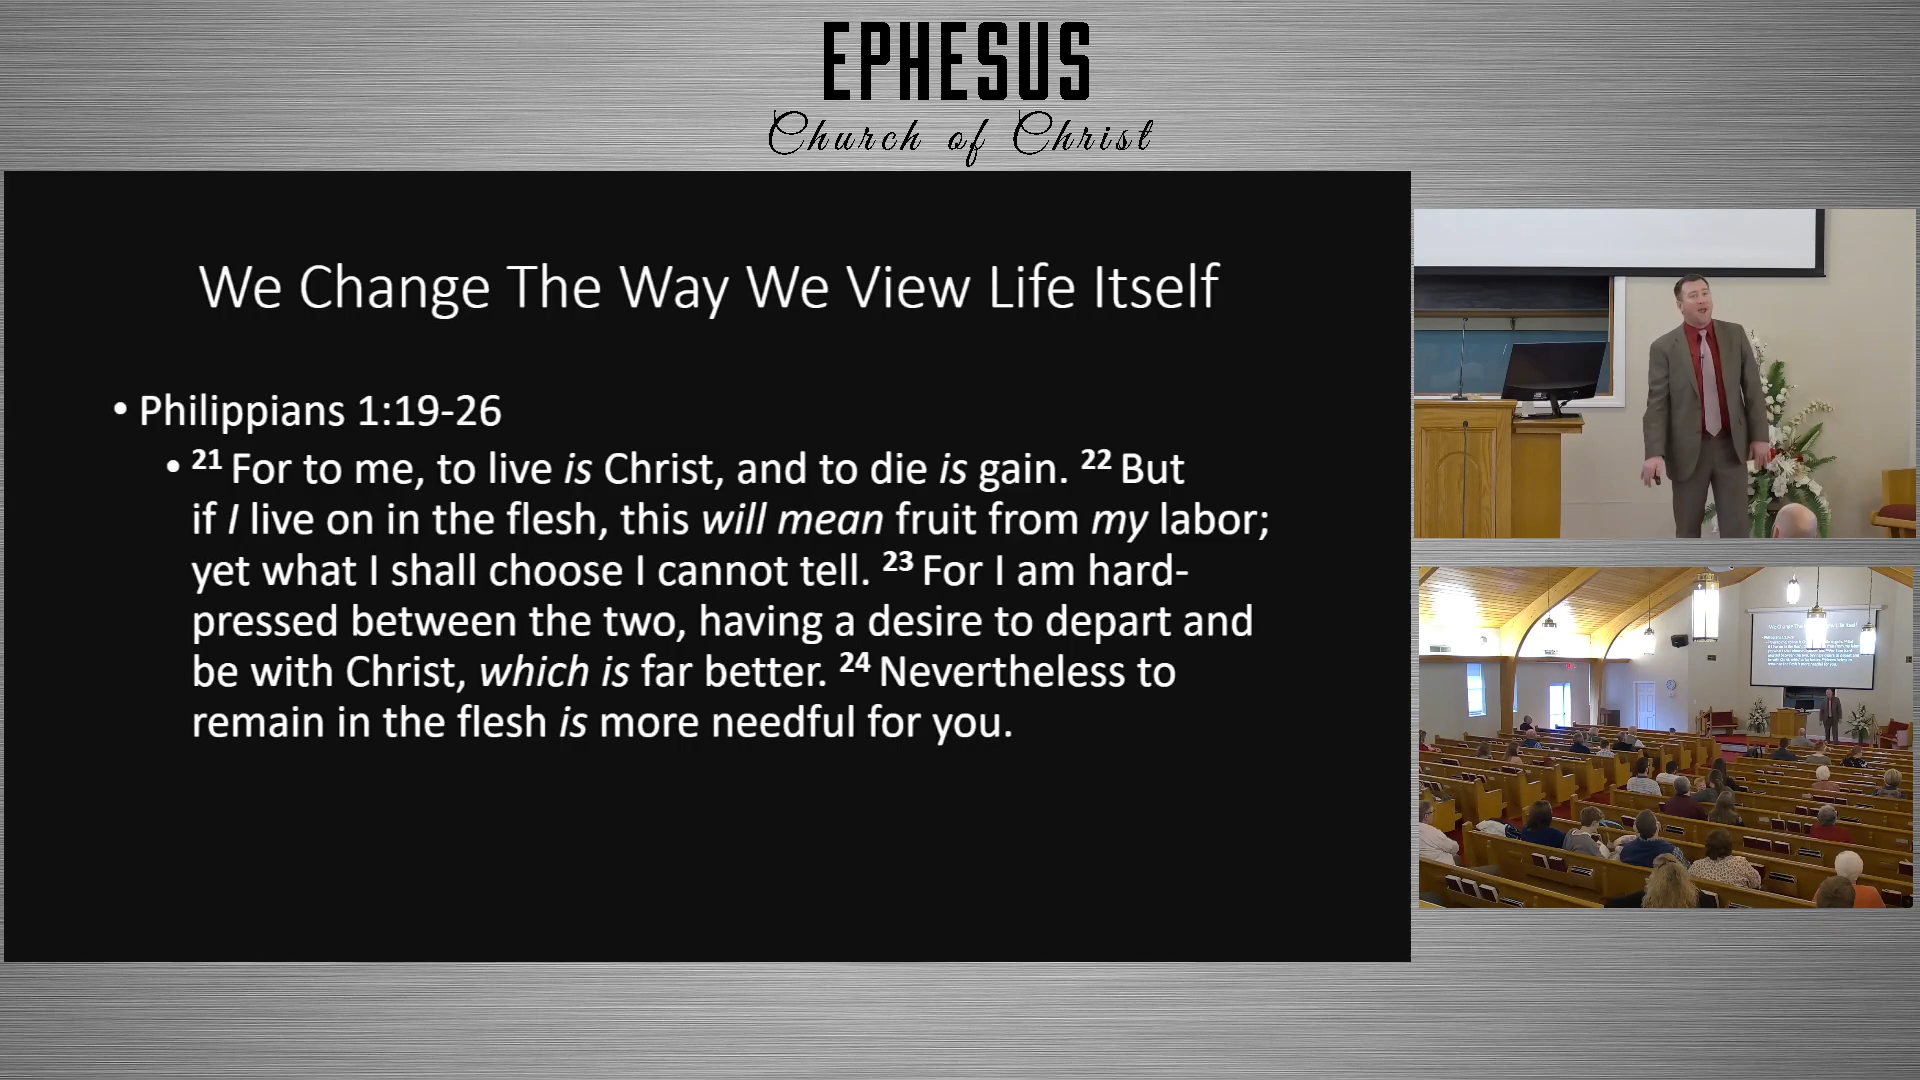 EPHESUS
Church of Christ
We Change The Way We View Life Itself
• Philippians 1:19-26
• 21 For to me, to live is Christ, and to die is gain. 22 But
if I live on in the flesh, this will mean fruit from my labor;
yet what I shall choose I cannot tell. 23 For I am hard-
pressed between the two, having a desire to depart and
be with Christ, which is far better. 24 Nevertheless to
remain in the flesh is more needful for you.